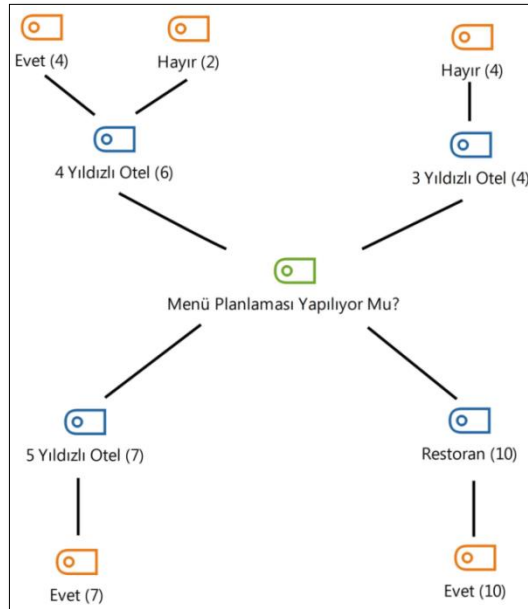 Evet (4)
Hayır (2)
Hayır (4)
4 Yıldızlı Otel (6)
3 Yıldızlı Otel (4)
Menü Planlaması Yapılıyor Mu?
5 Yıldızlı Otel (7)
Restoran (10)
Evet (7)
Evet (10)